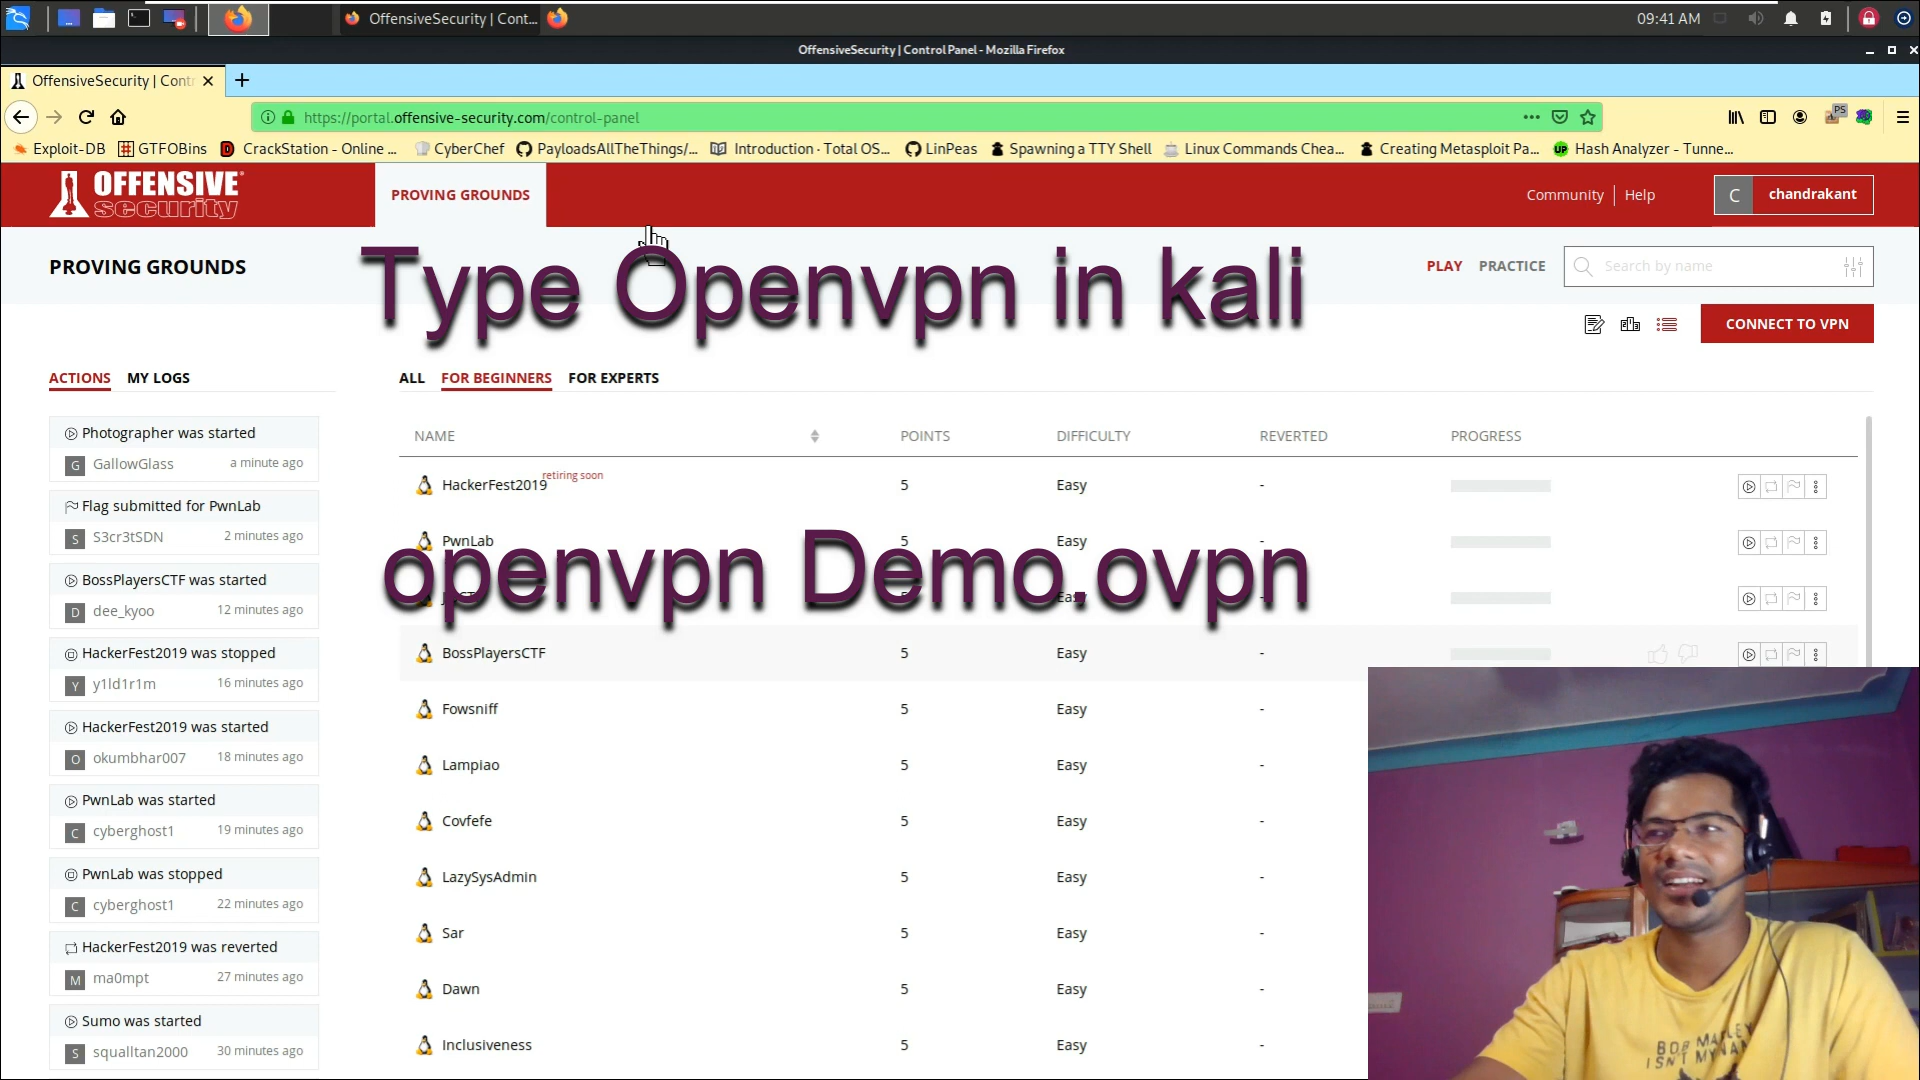 OffensiveSecurity | Cont...
09:41 AM
OffensiveSecurity | Control Panel - Mozilla Firefox
OffensiveSecurity | Contr
https://portal.offensive-security.com/control-panel
PS
Exploit-DB GTFOBins CrackStation - Online ... CyberChef PayloadsAllTheThings/... Introduction · Total OS... LinPeas Spawning a TTY Shell Linux Commands Chea... Creating Metasploit Pa... Hash Analyzer - Tunne...
OFFENSIVE
security
PROVING GROUNDS
Community | Help
C chandrakant
PROVING GROUNDS
PLAY PRACTICE
Search by name
Type Openvpn in kali
CONNECT TO VPN
ACTIONS MY LOGS
ALL FOR BEGINNERS FOR EXPERTS
Photographer was started
G GallowGlass a minute ago
Flag submitted for PwnLab
S S3cr3tSDN 2 minutes ago
BossPlayersCTF was started
D dee_kyoo 12 minutes ago
HackerFest2019 was stopped
Y y1ld1r1m 16 minutes ago
HackerFest2019 was started
O okumbhar007 18 minutes ago
PwnLab was started
C cyberghost1 19 minutes ago
PwnLab was stopped
C cyberghost1 22 minutes ago
HackerFest2019 was reverted
M ma0mpt 27 minutes ago
Sumo was started
S squalltan2000 30 minutes ago
NAME POINTS DIFFICULTY REVERTED PROGRESS
HackerFest2019 retiring soon 5 Easy -
PwnLab 5 Easy -
openvpn Demo.ovpn
Easy
BossPlayersCTF 5 Easy -
Fowsniff 5 Easy -
Lampiao 5 Easy -
Covfefe 5 Easy -
LazySysAdmin 5 Easy -
Sar 5 Easy -
Dawn 5 Easy -
Inclusiveness 5 Easy -
BOB MARLEY
ISN'T MY NAM